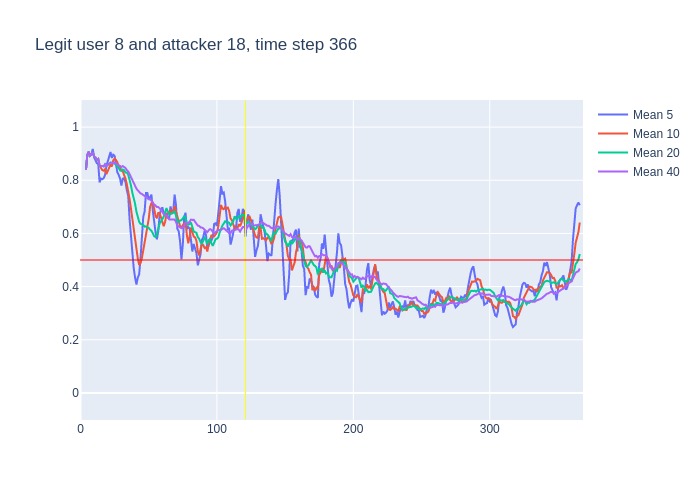 Legit user 8 and attacker 18, time step 366
Mean 5
Mean 10
Mean 20
Mean 40
1
0.8
0.6
0.4
0.2
0
0 100 200 300